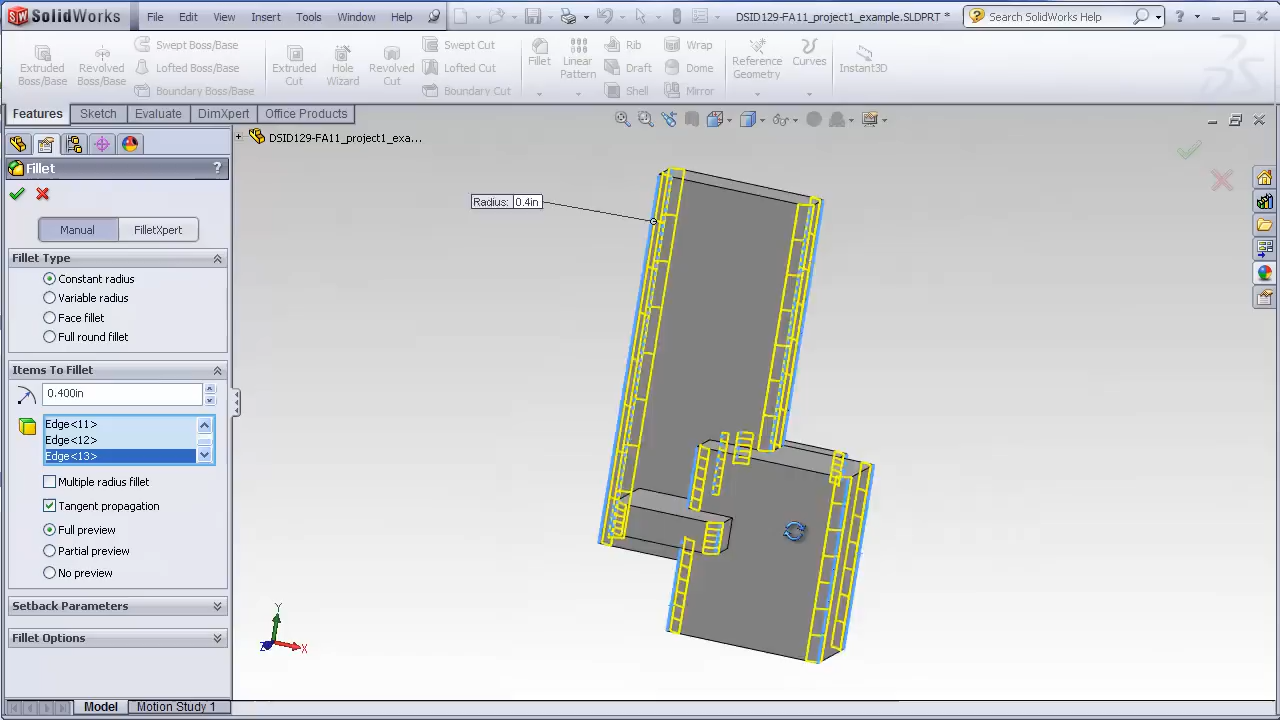 SolidWorks File Edit View Insert Tools Window Help DSID129-FA11_project1_example.SLDPRT * Search SolidWorks Help ?
Extruded Boss/Base
Revolved Boss/Base
Swept Boss/Base
Lofted Boss/Base
Boundary Boss/Base
Extruded Cut
Hole Wizard
Revolved Cut
Swept Cut
Lofted Cut
Boundary Cut
Fillet
Linear Pattern
Rib
Draft
Shell
Wrap
Dome
Mirror
Reference Geometry
Curves
Instant3D
Features Sketch Evaluate DimXpert Office Products
DSID129-FA11_project1_exa...
Fillet ?
Manual FilletXpert
Fillet Type
Constant radius
Variable radius
Face fillet
Full round fillet
Items To Fillet
0.400in
Edge<11>
Edge<12>
Edge<13>
Multiple radius fillet
Tangent propagation
Full preview
Partial preview
No preview
Setback Parameters
Fillet Options
Radius: 0.4in
Y
X
Z
Model Motion Study 1